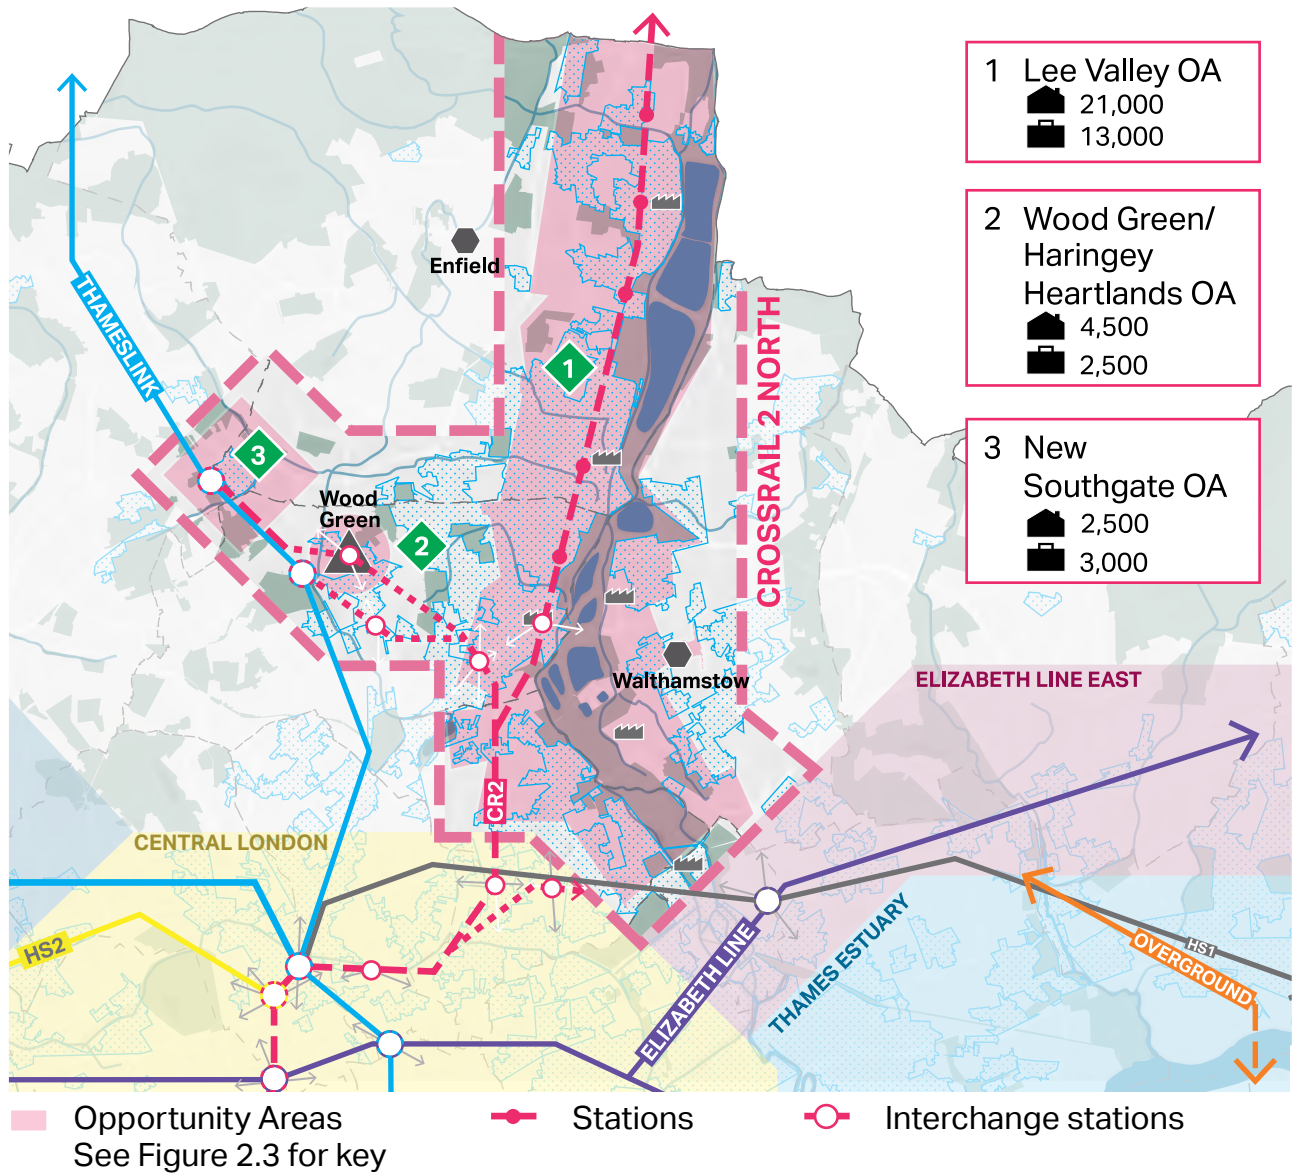 1 Lee Valley OA
21,000
13,000
2 Wood Green/
Haringey
Heartlands OA
4,500
2,500
3 New
Southgate OA
2,500
3,000
Enfield
THAMESLINK
1
CROSSRAIL 2 NORTH
3
Wood
Green
2
Walthamstow
ELIZABETH LINE EAST
CR2
CENTRAL LONDON
HS2
ELIZABETH LINE
THAMES ESTUARY
HS1
OVERGROUND
Opportunity Areas
See Figure 2.3 for key
Stations
Interchange stations